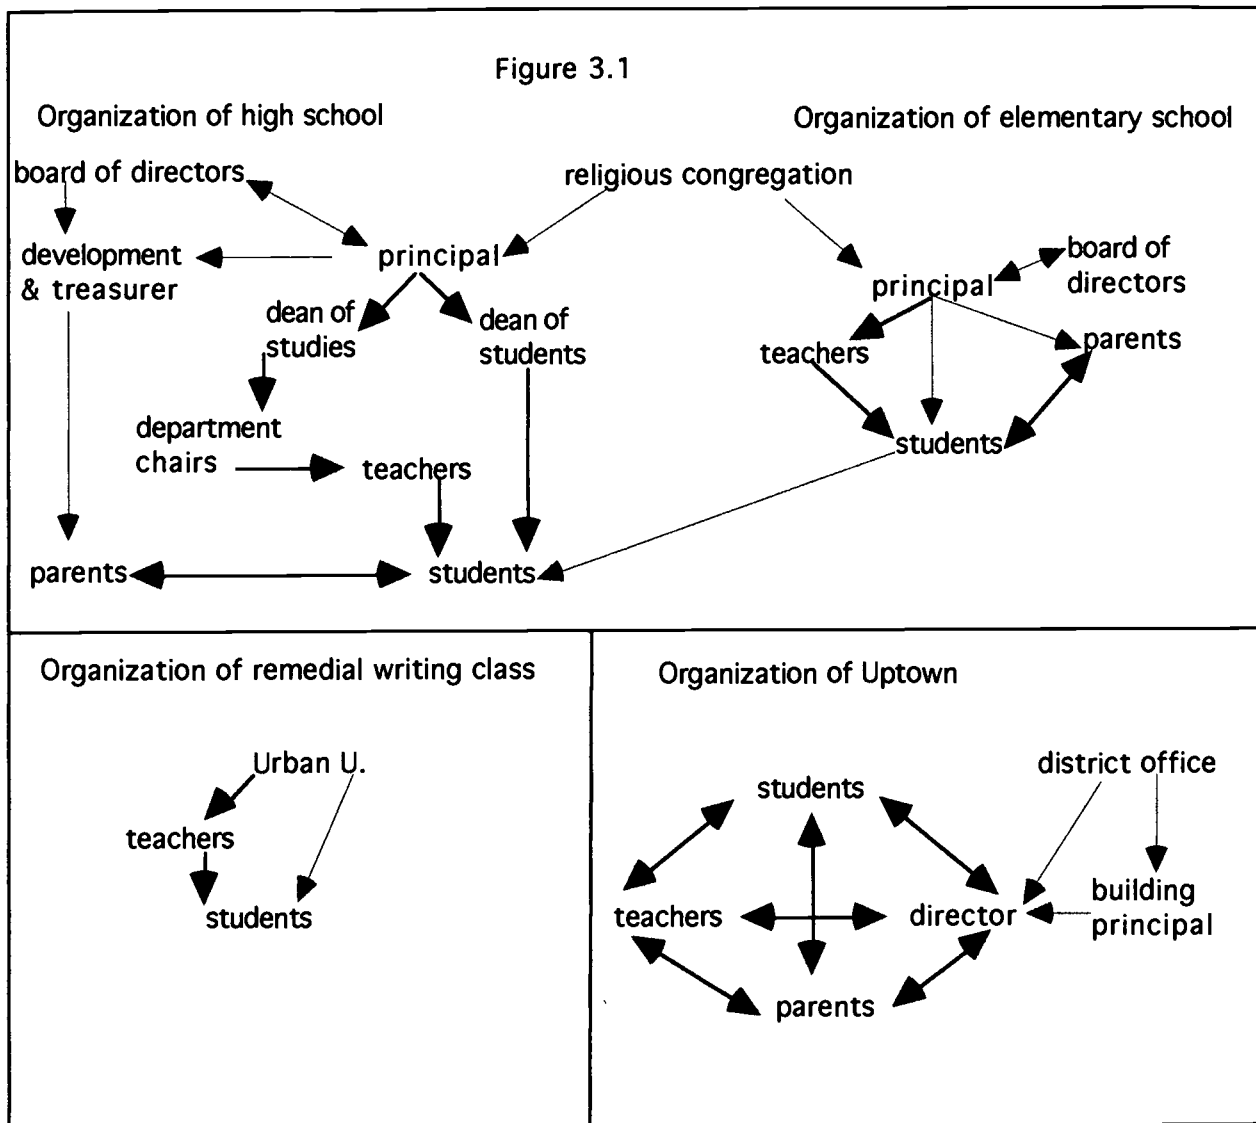 Figure 3.1
Organization of high school
Organization of elementary school
board of directors
religious congregation
development
& treasurer
principal
board of
directors
principal
dean of
studies
dean of
students
teachers
parents
department
chairs
teachers
students
parents
students
Organization of remedial writing class
Organization of Uptown
Urban U.
teachers
students
students
district office
teachers
director
building
principal
parents